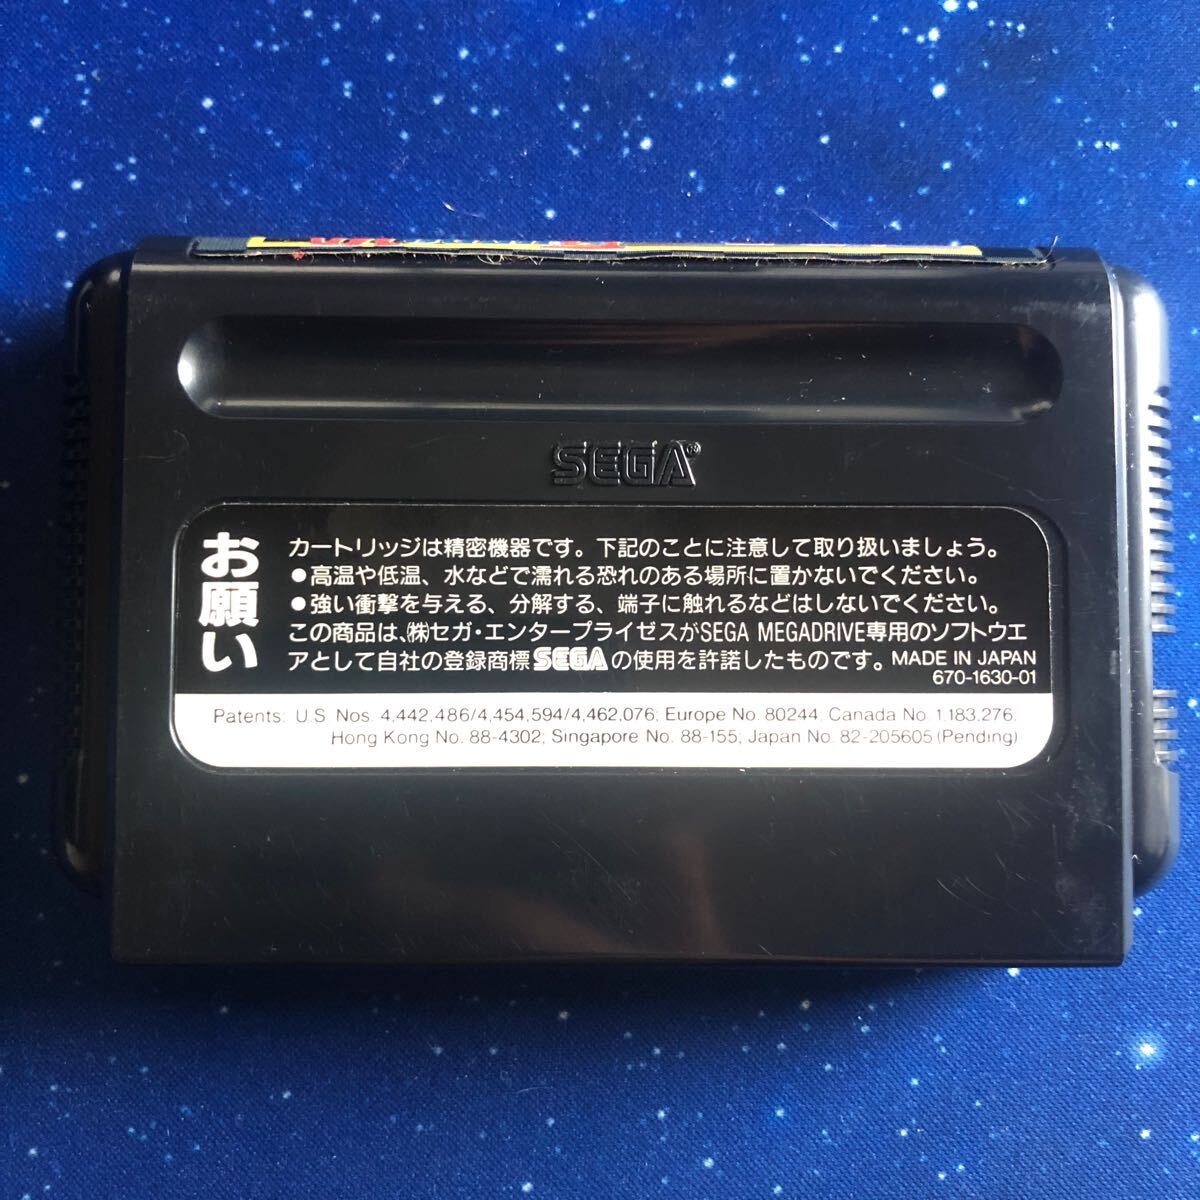 SEGA®
お願い
カートリッジは精密機器です。下記のことに注意して取り扱いましょう。
●高温や低温、水などで濡れる恐れのある場所に置かないでください。
●強い衝撃を与える、分解する、端子に触れるなどはしないでください。
この商品は、㈱セガ・エンタープライゼスがSEGA MEGADRIVE専用のソフトウエ
アとして自社の登録商標SEGAの使用を許諾したものです。MADE IN JAPAN
670-1630-01
Patents: U.S. Nos. 4,442,486/4,454,594/4,462,076; Europe No. 80244; Canada No. 1,183,276;
Hong Kong No. 88-4302; Singapore No. 88-155; Japan No. 82-205605 (Pending)